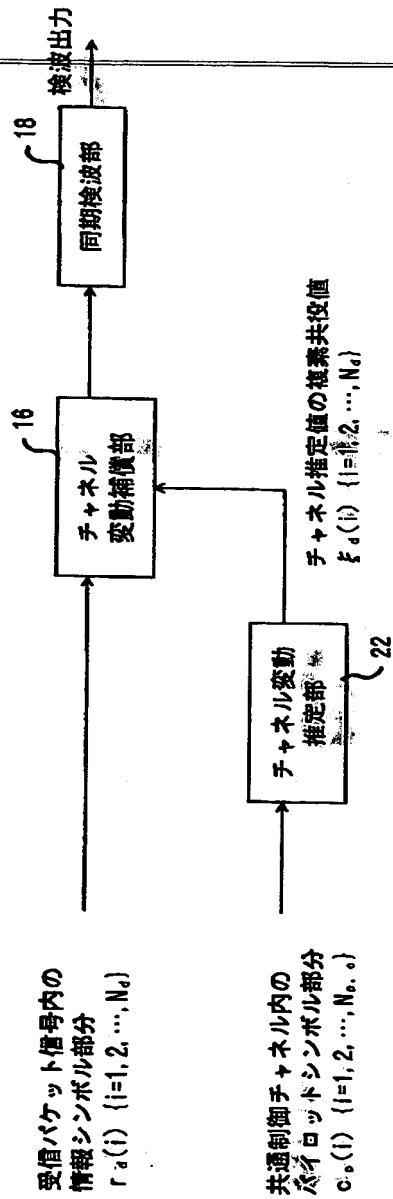 受信パケット信号内の
情報シンボル部分
r_d(i) {i=1, 2, …, N_d}
16
チャネル
変動補償部
18
同期検波部
検波出力
共通制御チャネル内の
パイロットシンボル部分
c_p(i) {i=1, 2, …, N_p, c}
チャネル変動
推定部
22
チャネル推定値の複素共役値
ξ_d(i) {i=1, 2, …, N_d}